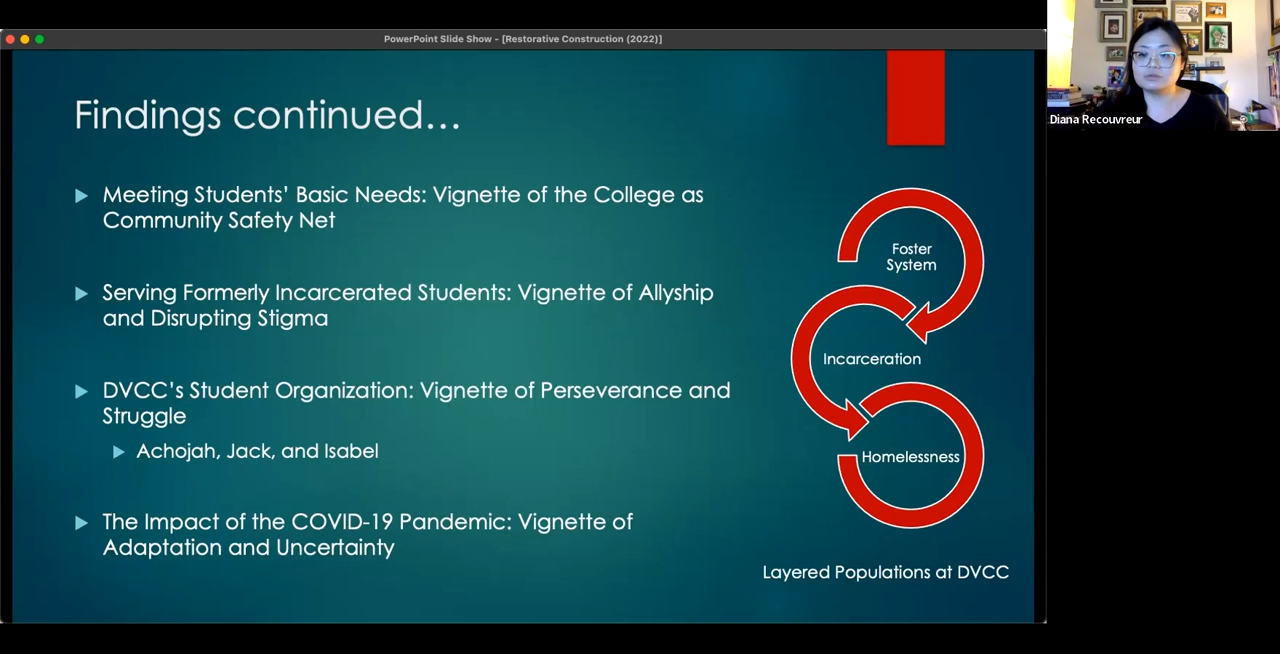 PowerPoint Slide Show - [Restorative Construction (2022)]
Diana Recouvreur
Findings continued…
Meeting Students’ Basic Needs: Vignette of the College as
Community Safety Net
Serving Formerly Incarcerated Students: Vignette of Allyship
and Disrupting Stigma
DVCC’s Student Organization: Vignette of Perseverance and
Struggle
Achojah, Jack, and Isabel
The Impact of the COVID-19 Pandemic: Vignette of
Adaptation and Uncertainty
Foster
System
Incarceration
Homelessness
Layered Populations at DVCC